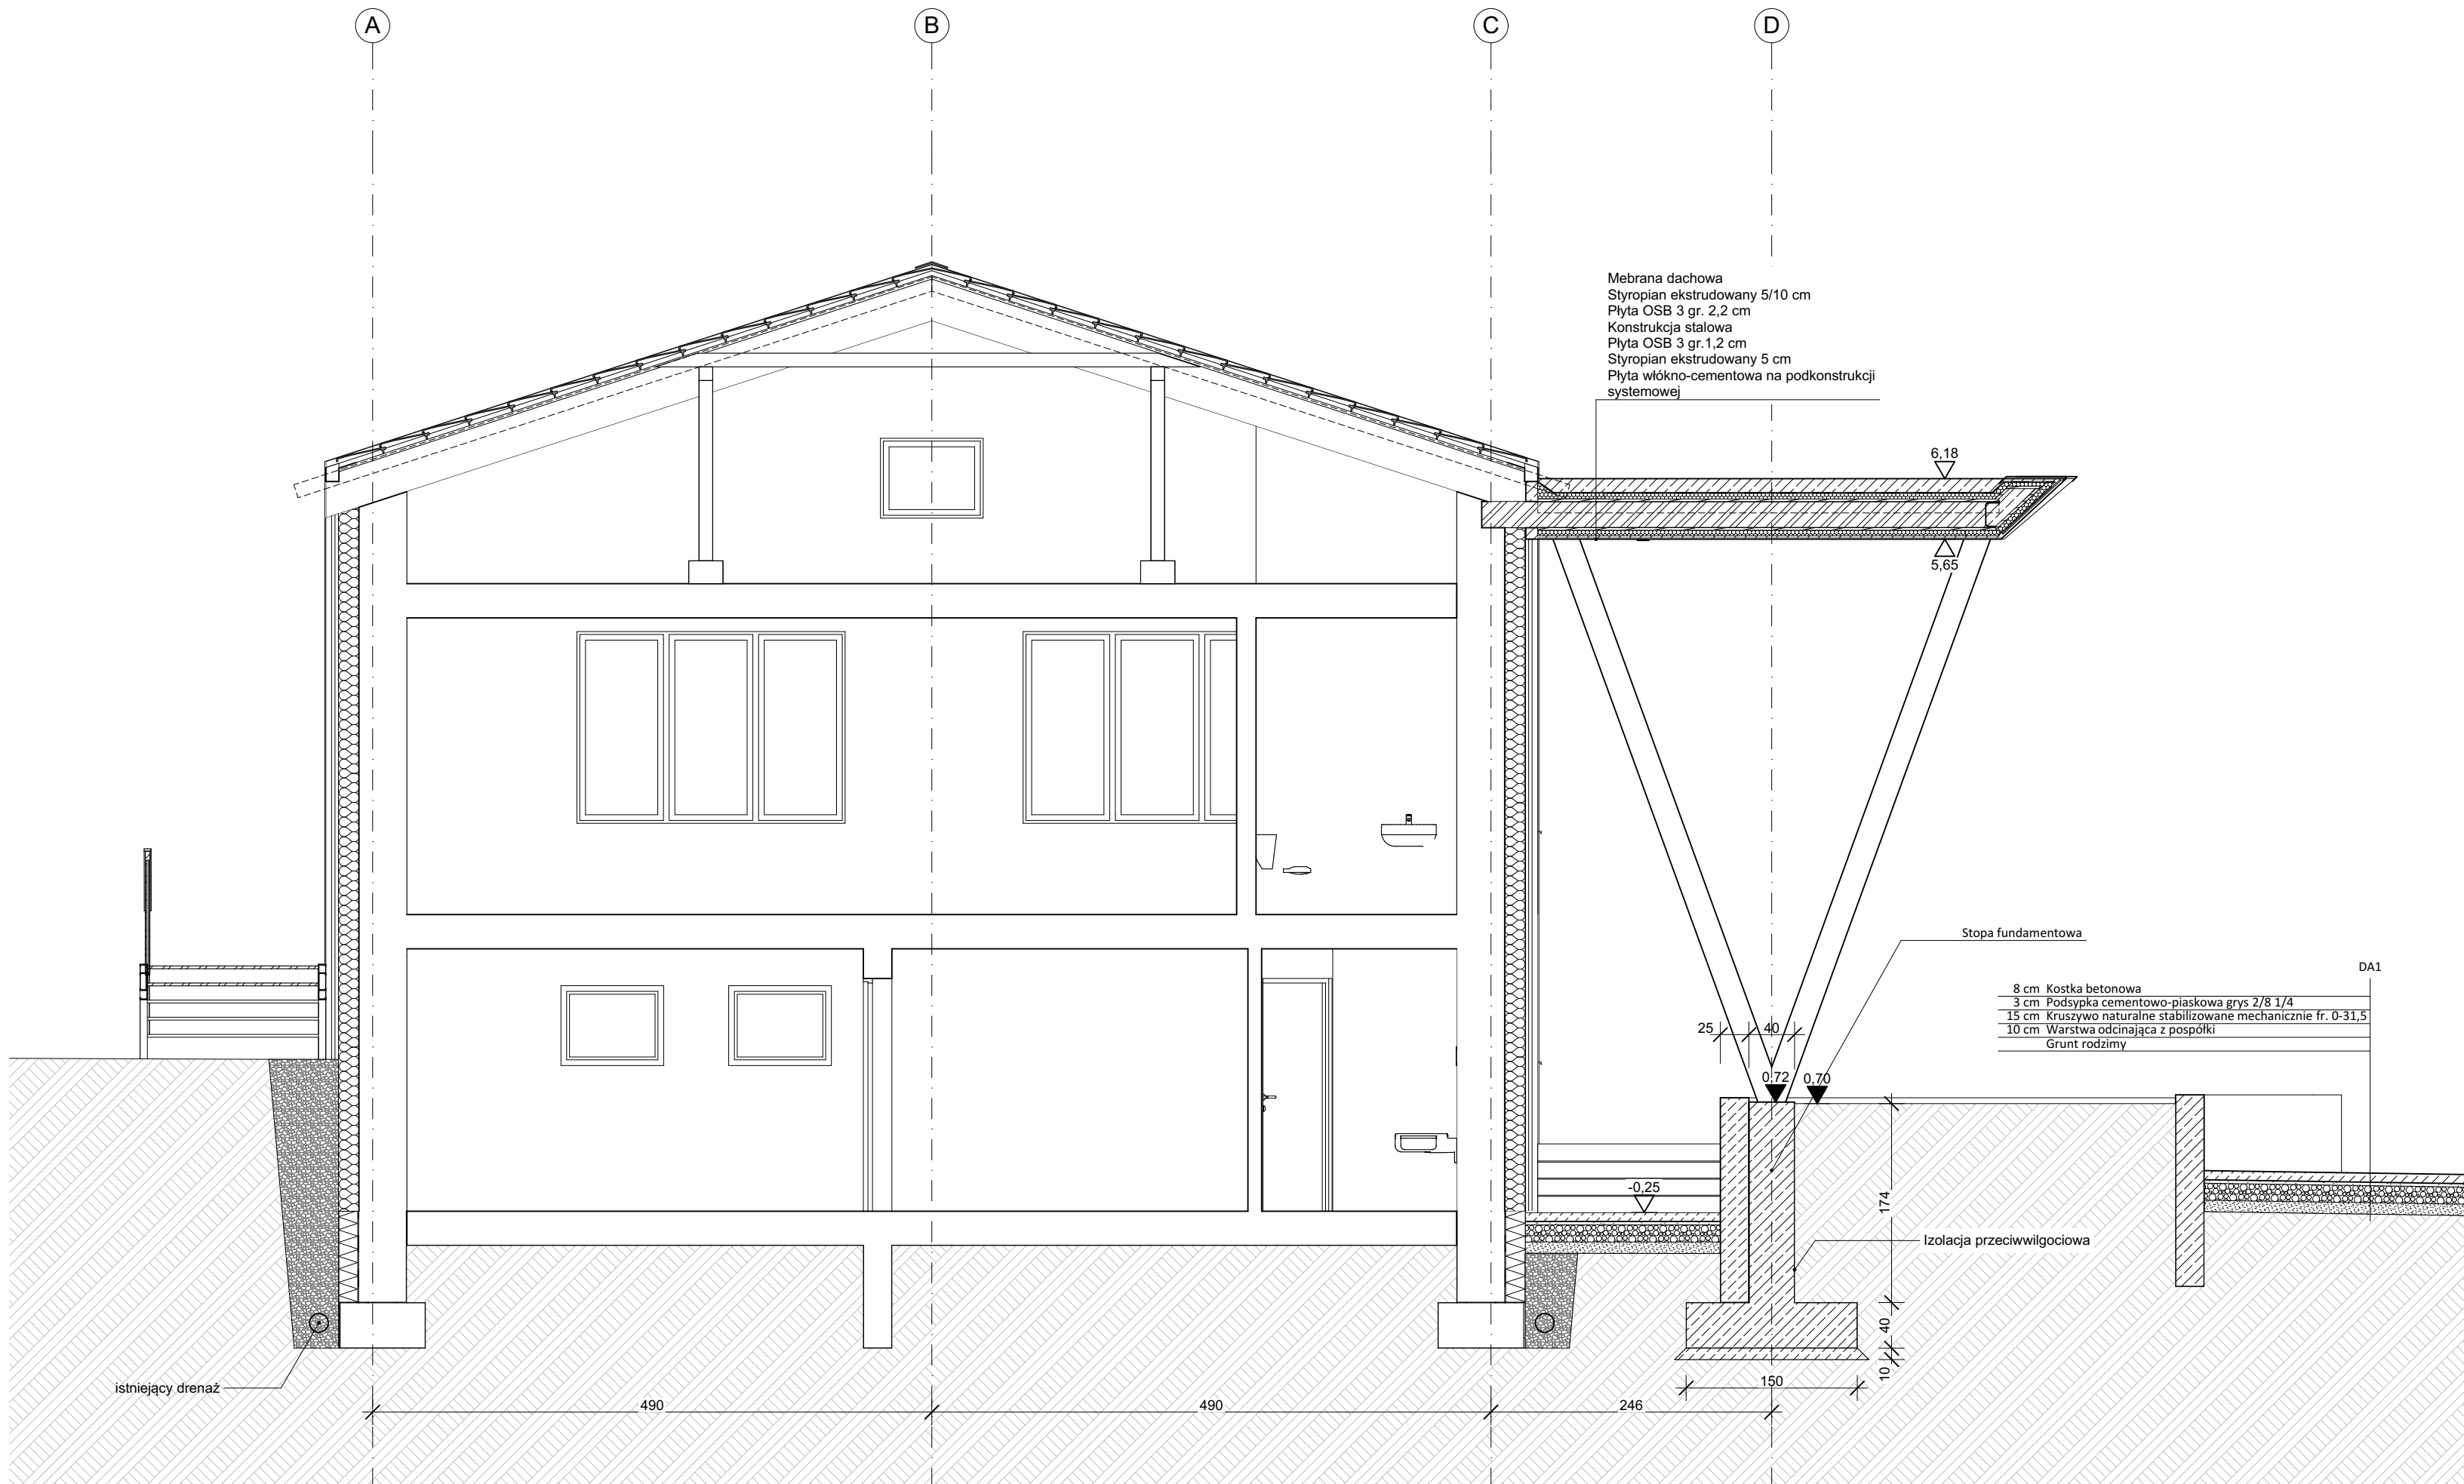 A
B
C
D
Mebrana dachowa
Styropian ekstrudowany 5/10 cm
Płyta OSB 3 gr. 2,2 cm
Konstrukcja stalowa
Płyta OSB 3 gr.1,2 cm
Styropian ekstrudowany 5 cm
Płyta włókno-cementowa na podkonstrukcji
systemowej
6,18
5,65
Stopa fundamentowa
DA1
8 cm Kostka betonowa
3 cm Podsypka cementowo-piaskowa grys 2/8 1/4
15 cm Kruszywo naturalne stabilizowane mechanicznie fr. 0-31,5
10 cm Warstwa odcinająca z pospółki
Grunt rodzimy
25
40
0,72
0,70
-0,25
174
Izolacja przeciwwilgociowa
40
10
150
istniejący drenaż
490
490
246